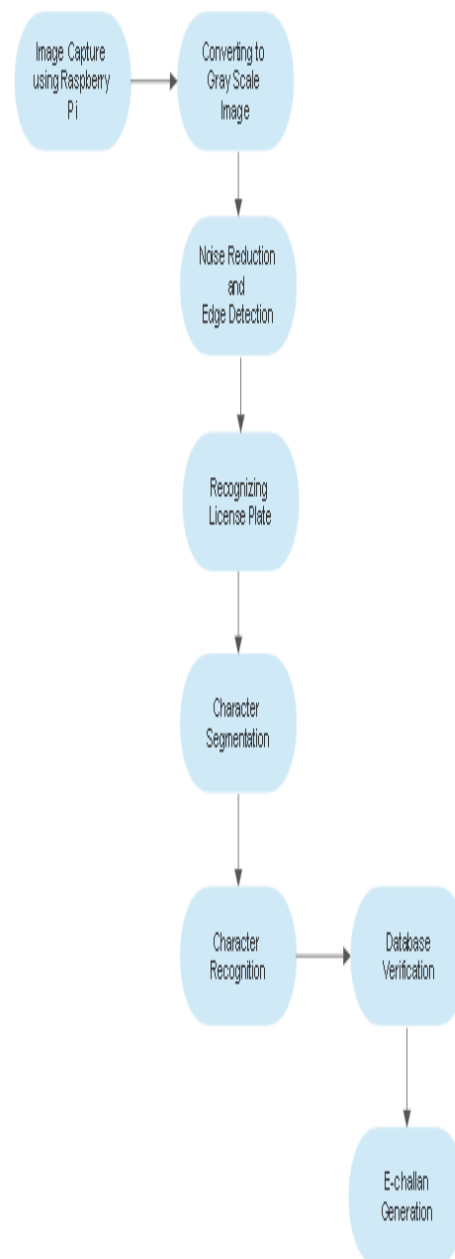 Image Capture
using Raspberry
Pi
Converting to
Gray Scale
Image
Noise Reduction
and
Edge Detection
Recognizing
License Plate
Character
Segmentation
Character
Recognition
Database
Verification
E-challan
Generation